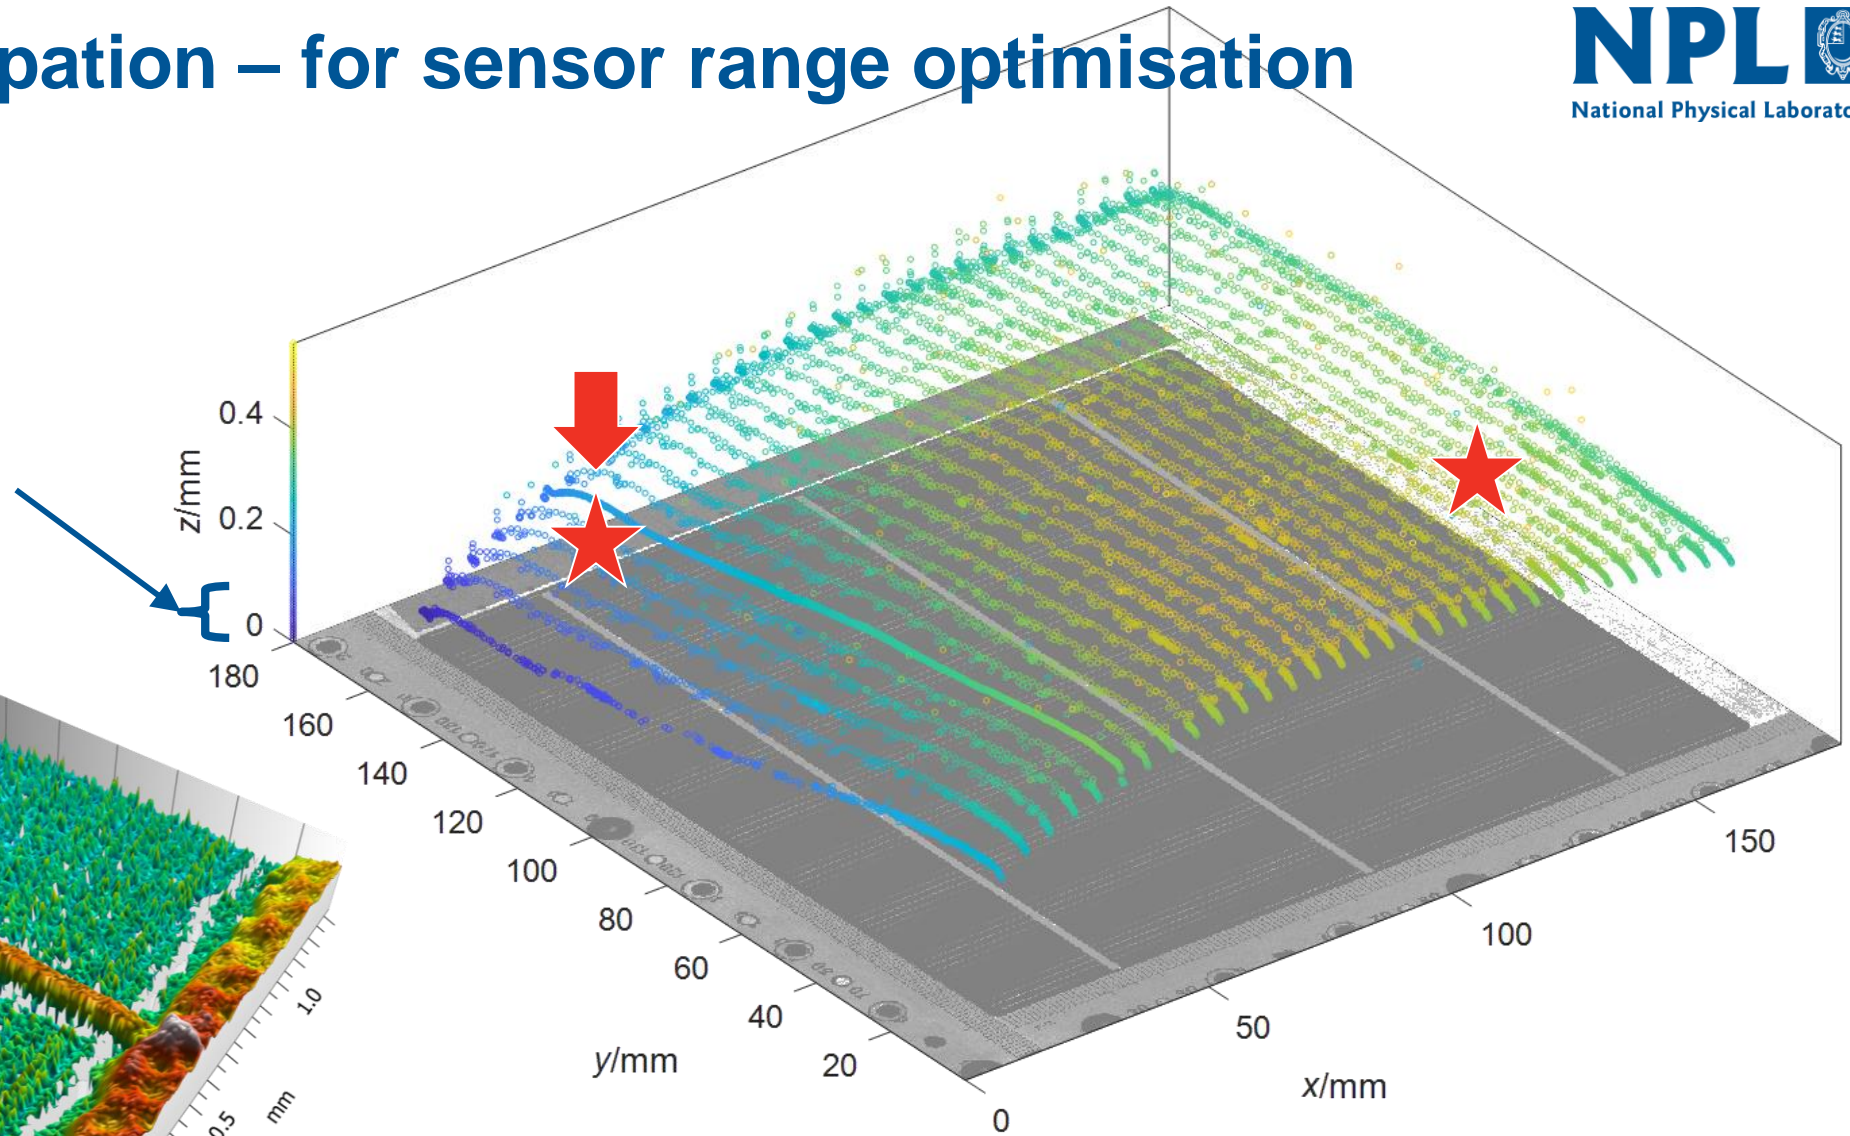 pation – for sensor range optimisation
NPL
National Physical Laborato
0.4
0.2
0
z/mm
180
160
140
120
100
80
60
40
20
y/mm
0
50
100
150
x/mm
1.0
0.5
mm